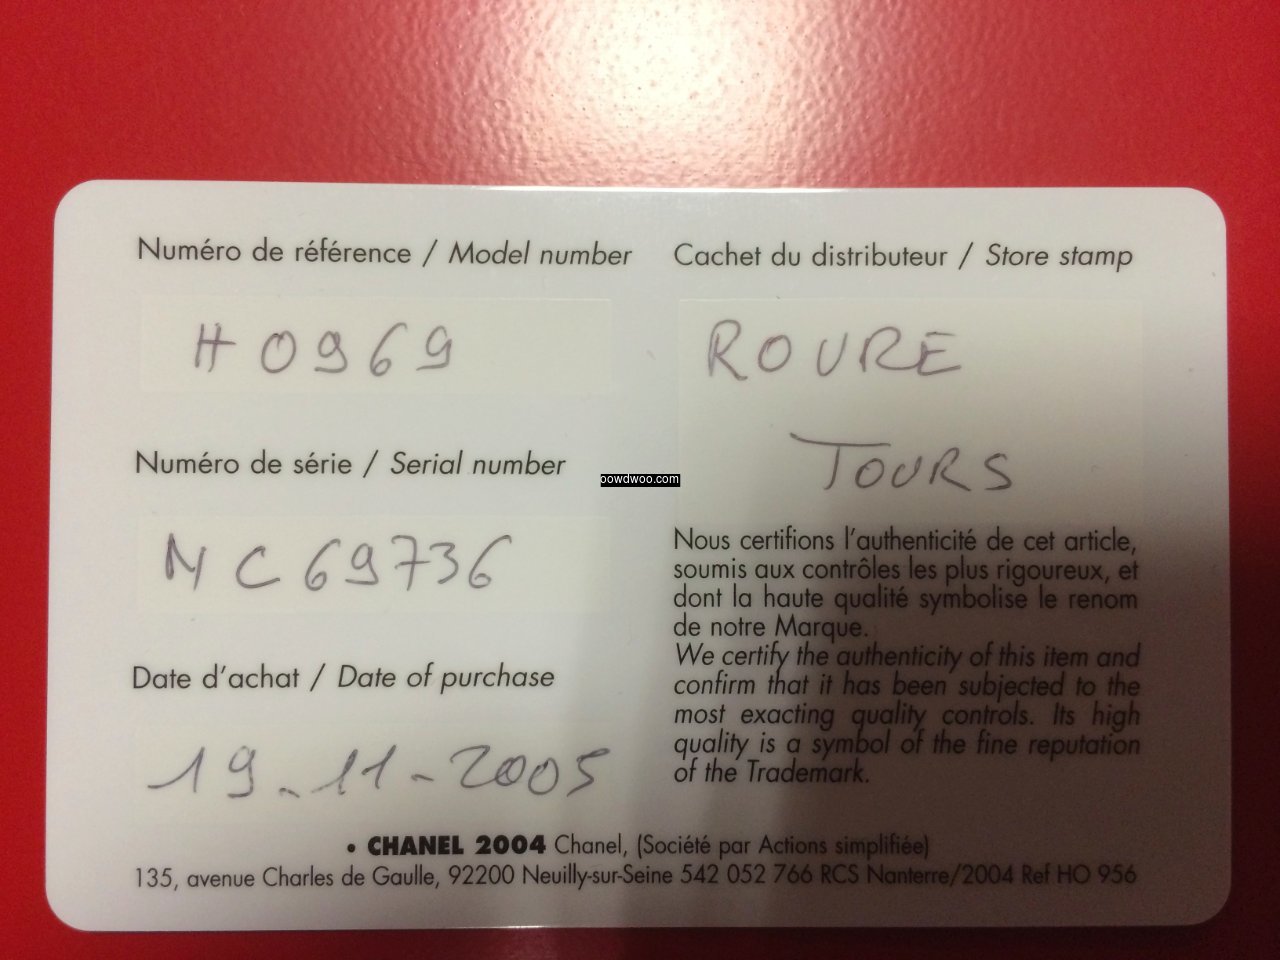 Numéro de référence / Model number
H0969
Numéro de série / Serial number
MC69736
Date d'achat / Date of purchase
19-11-2005
Cachet du distributeur / Store stamp
ROURE
TOURS
Nous certifions l'authenticité de cet article,
soumis aux contrôles les plus rigoureux, et
dont la haute qualité symbolise le renom
de notre Marque.
We certify the authenticity of this item and
confirm that it has been subjected to the
most exacting quality controls. Its high
quality is a symbol of the fine reputation
of the Trademark.
• CHANEL 2004 Chanel, (Société par Actions simplifiée)
135, avenue Charles de Gaulle, 92200 Neuilly-sur-Seine 542 052 766 RCS Nanterre/2004 Ref HO 956
oowdwoo.com